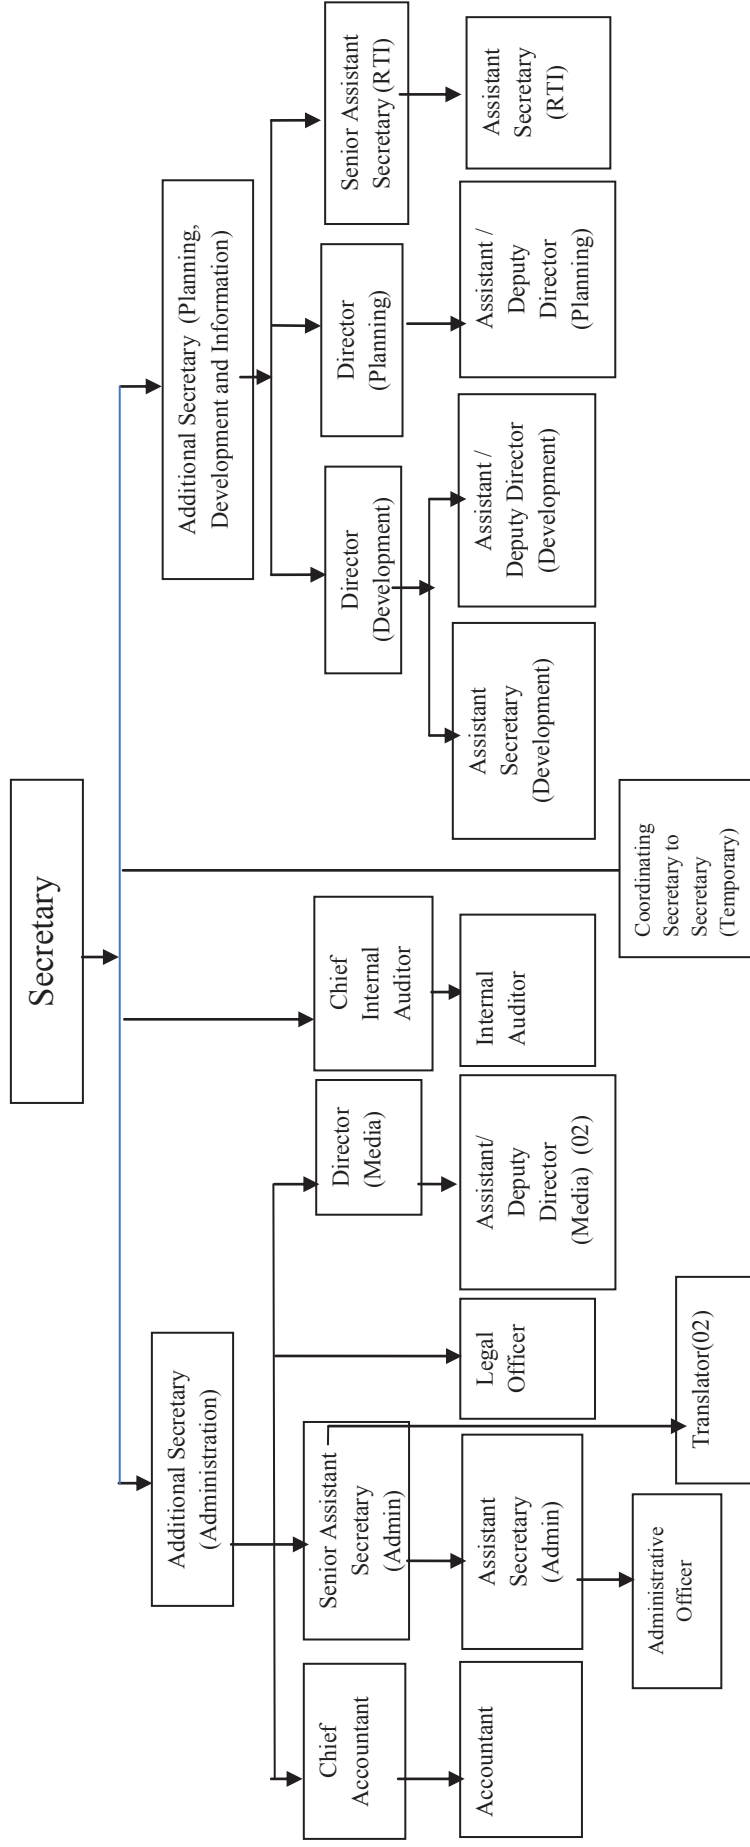 Secretary
Additional Secretary
(Administration)
Additional Secretary (Planning,
Development and Information)
Chief
Accountant
Senior Assistant
Secretary
(Admin)
Director
(Media)
Chief
Internal
Auditor
Director
(Development)
Director
(Planning)
Senior Assistant
Secretary (RTI)
Accountant
Assistant
Secretary
(Admin)
Legal
Officer
Assistant/
Deputy
Director
(Media) (02)
Internal
Auditor
Assistant
Secretary
(Development)
Assistant /
Deputy Director
(Development)
Assistant /
Deputy
Director
(Planning)
Assistant
Secretary
(RTI)
Administrative
Officer
Translator(02)
Coordinating
Secretary to
Secretary
(Temporary)